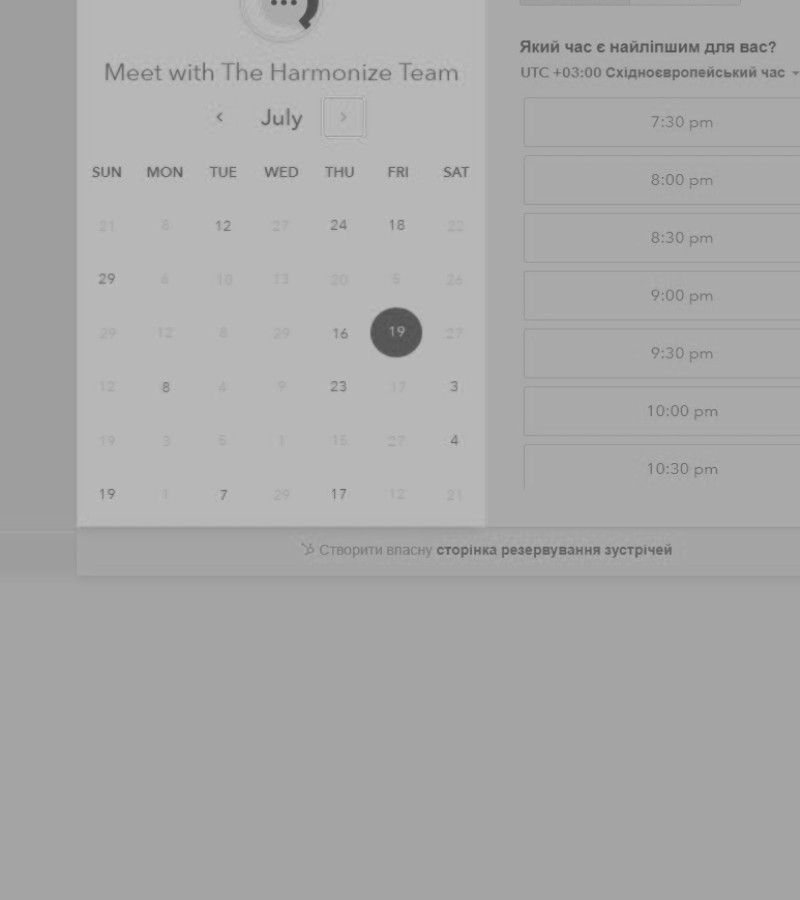 Meet with The Harmonize Team
July
SUN MON TUE WED THU FRI SAT
21 8 12 27 24 18 22
29 6 10 13 20 5 26
29 12 8 29 16 19 27
12 8 4 9 23 17 3
19 3 5 1 15 27 4
19 1 7 29 17 12 21
Який час є найліпшим для вас?
UTC +03:00 Східноєвропейський час
7:30 pm
8:00 pm
8:30 pm
9:00 pm
9:30 pm
10:00 pm
10:30 pm
Створити власну сторінка резервування зустрічей